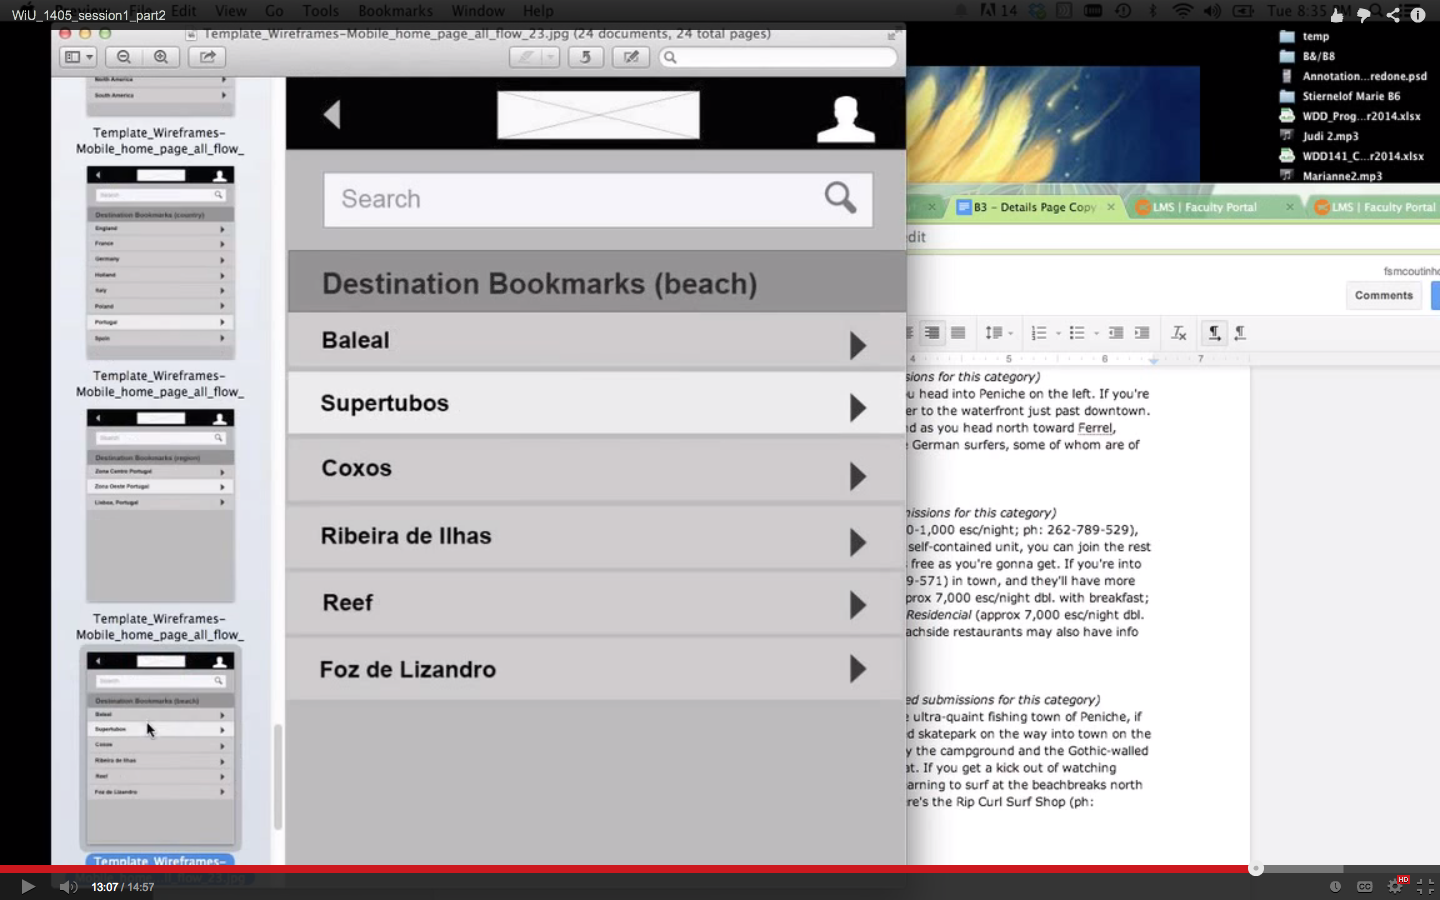 WiU_1405_session1_part2
Edit View Go Tools Bookmarks Window Help
14
Tue 8:35
Template_Wireframes-Mobile_home_page_all_flow_23.jpg (24 documents, 24 total pages)
North America
South America
Template_Wireframes-
Mobile_home_page_all_flow_
Search
Destination Bookmarks (country)
England
France
Germany
Holland
Italy
Poland
Portugal
Spain
Template_Wireframes-
Mobile_home_page_all_flow_
Search
Destination Bookmarks (region)
Zona Centro Portugal
Zona Oeste Portugal
Lisboa, Portugal
Template_Wireframes-
Mobile_home_page_all_flow_
Search
Destination Bookmarks (beach)
Baleal
Supertubos
Coxos
Ribeira de Ilhas
Reef
Foz de Lizandro
Template_Wireframes-
Search
Destination Bookmarks (beach)
Baleal
Supertubos
Coxos
Ribeira de Ilhas
Reef
Foz de Lizandro
temp
B&/B8
Annotation...redone.psd
Stiernelof Marie B6
WDD_Prog...r2014.xlsx
Judi 2.mp3
WDD141_C...r2014.xlsx
Marianne2.mp3
B3 – Details Page Copy
LMS | Faculty Portal
LMS | Faculty Portal
edit
fsmcoutinho
Comments
4 5 6 7
sions for this category)
u head into Peniche on the left. If you're
er to the waterfront just past downtown.
nd as you head north toward Ferrel,
e German surfers, some of whom are of
missions for this category)
0-1,000 esc/night; ph: 262-789-529),
self-contained unit, you can join the rest
s free as you're gonna get. If you're into
9-571) in town, and they'll have more
prox 7,000 esc/night dbl. with breakfast;
Residencial (approx 7,000 esc/night dbl.
achside restaurants may also have info
ed submissions for this category)
e ultra-quaint fishing town of Peniche, if
d skatepark on the way into town on the
y the campground and the Gothic-walled
at. If you get a kick out of watching
arning to surf at the beachbreaks north
re's the Rip Curl Surf Shop (ph:
13:07 / 14:57
CC
HD